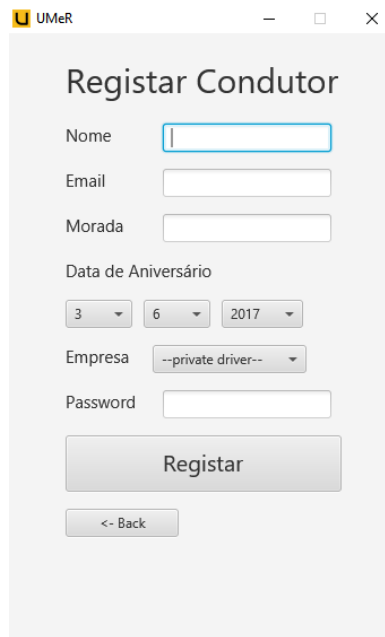 UMeR
Registar Condutor
Nome
Email
Morada
Data de Aniversário
3 6 2017
Empresa --private driver--
Password
Registar
<- Back